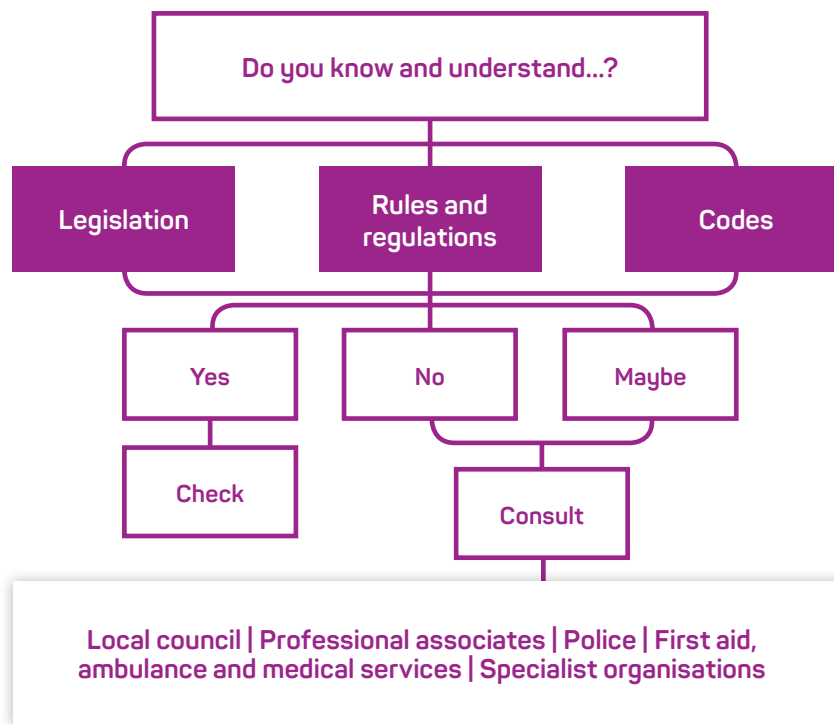 Do you know and understand...?
Legislation
Rules and
regulations
Codes
Yes
No
Maybe
Check
Consult
Local council | Professional associates | Police | First aid,
ambulance and medical services | Specialist organisations